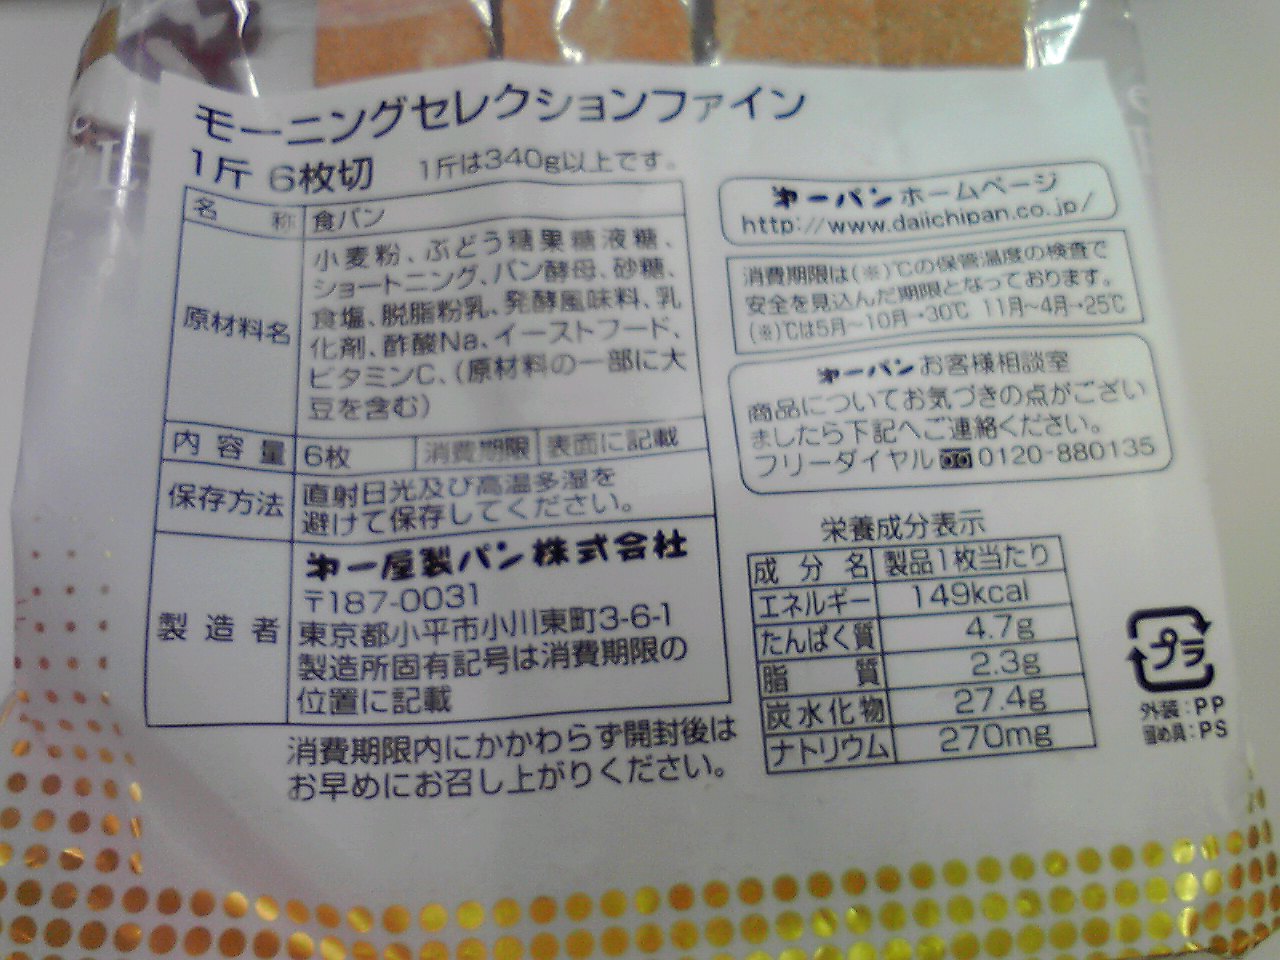 モーニングセレクションファイン
1斤 6枚切 1斤は340g以上です。
名称 食パン
原材料名
小麦粉、ぶどう糖果糖液糖、
ショートニング、パン酵母、砂糖、
食塩、脱脂粉乳、発酵風味料、乳
化剤、酢酸Na、イーストフード、
ビタミンC、(原材料の一部に大
豆を含む)
内容量 6枚 消費期限 表面に記載
保存方法
直射日光及び高温多湿を
避けて保存してください。
製造者
第一屋製パン株式会社
〒187-0031
東京都小平市小川東町3-6-1
製造所固有記号は消費期限の
位置に記載
消費期限内にかかわらず開封後は
お早めにお召し上がりください。
第一パン ホームページ
http://www.daiichipan.co.jp/
消費期限は(※)℃の保管温度の検査で
安全を見込んだ期限となっております。
(※)℃は5月~10月→30℃ 11月~4月→25℃
第一パン お客様相談室
商品についてお気づきの点がござい
ましたら下記へご連絡ください。
フリーダイヤル 0120-880135
栄養成分表示
成分名 製品1枚当たり
エネルギー 149kcal
たんぱく質 4.7g
脂質 2.3g
炭水化物 27.4g
ナトリウム 270mg
プラ
外装:PP
留め具:PS